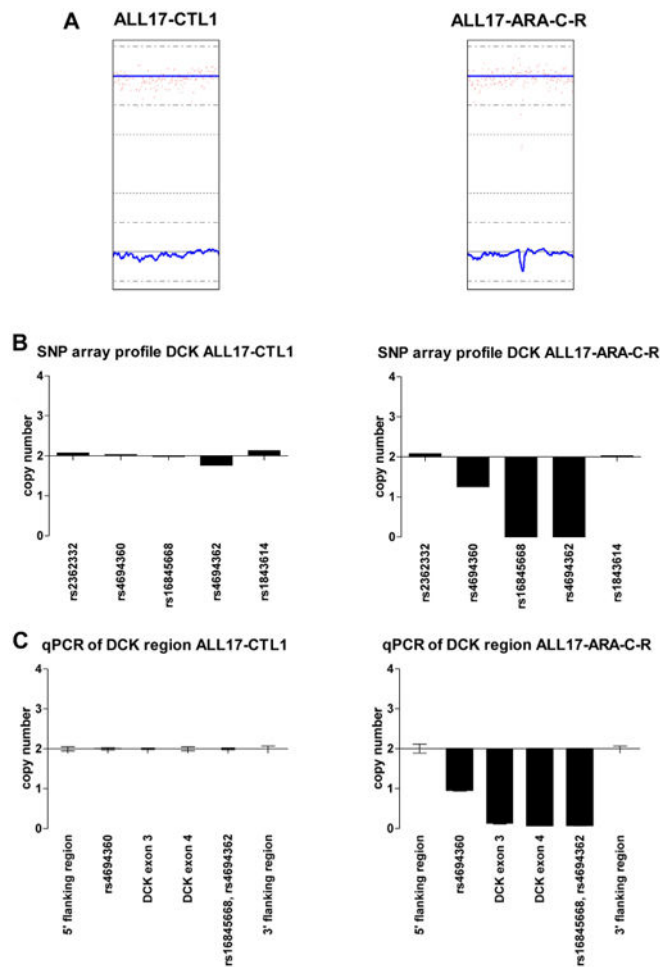 A
ALL17-CTL1
ALL17-ARA-C-R
B
SNP array profile DCK ALL17-CTL1
SNP array profile DCK ALL17-ARA-C-R
copy number
4
3
2
1
0
rs2362332
rs4694360
rs16845668
rs4694362
rs1843614
copy number
4
3
2
1
0
rs2362332
rs4694360
rs16845668
rs4694362
rs1843614
C
qPCR of DCK region ALL17-CTL1
qPCR of DCK region ALL17-ARA-C-R
copy number
4
3
2
1
0
5' flanking region
rs4694360
DCK exon 3
DCK exon 4
rs16845668, rs4694362
3' flanking region
copy number
4
3
2
1
0
5' flanking region
rs4694360
DCK exon 3
DCK exon 4
rs16845668, rs4694362
3' flanking region